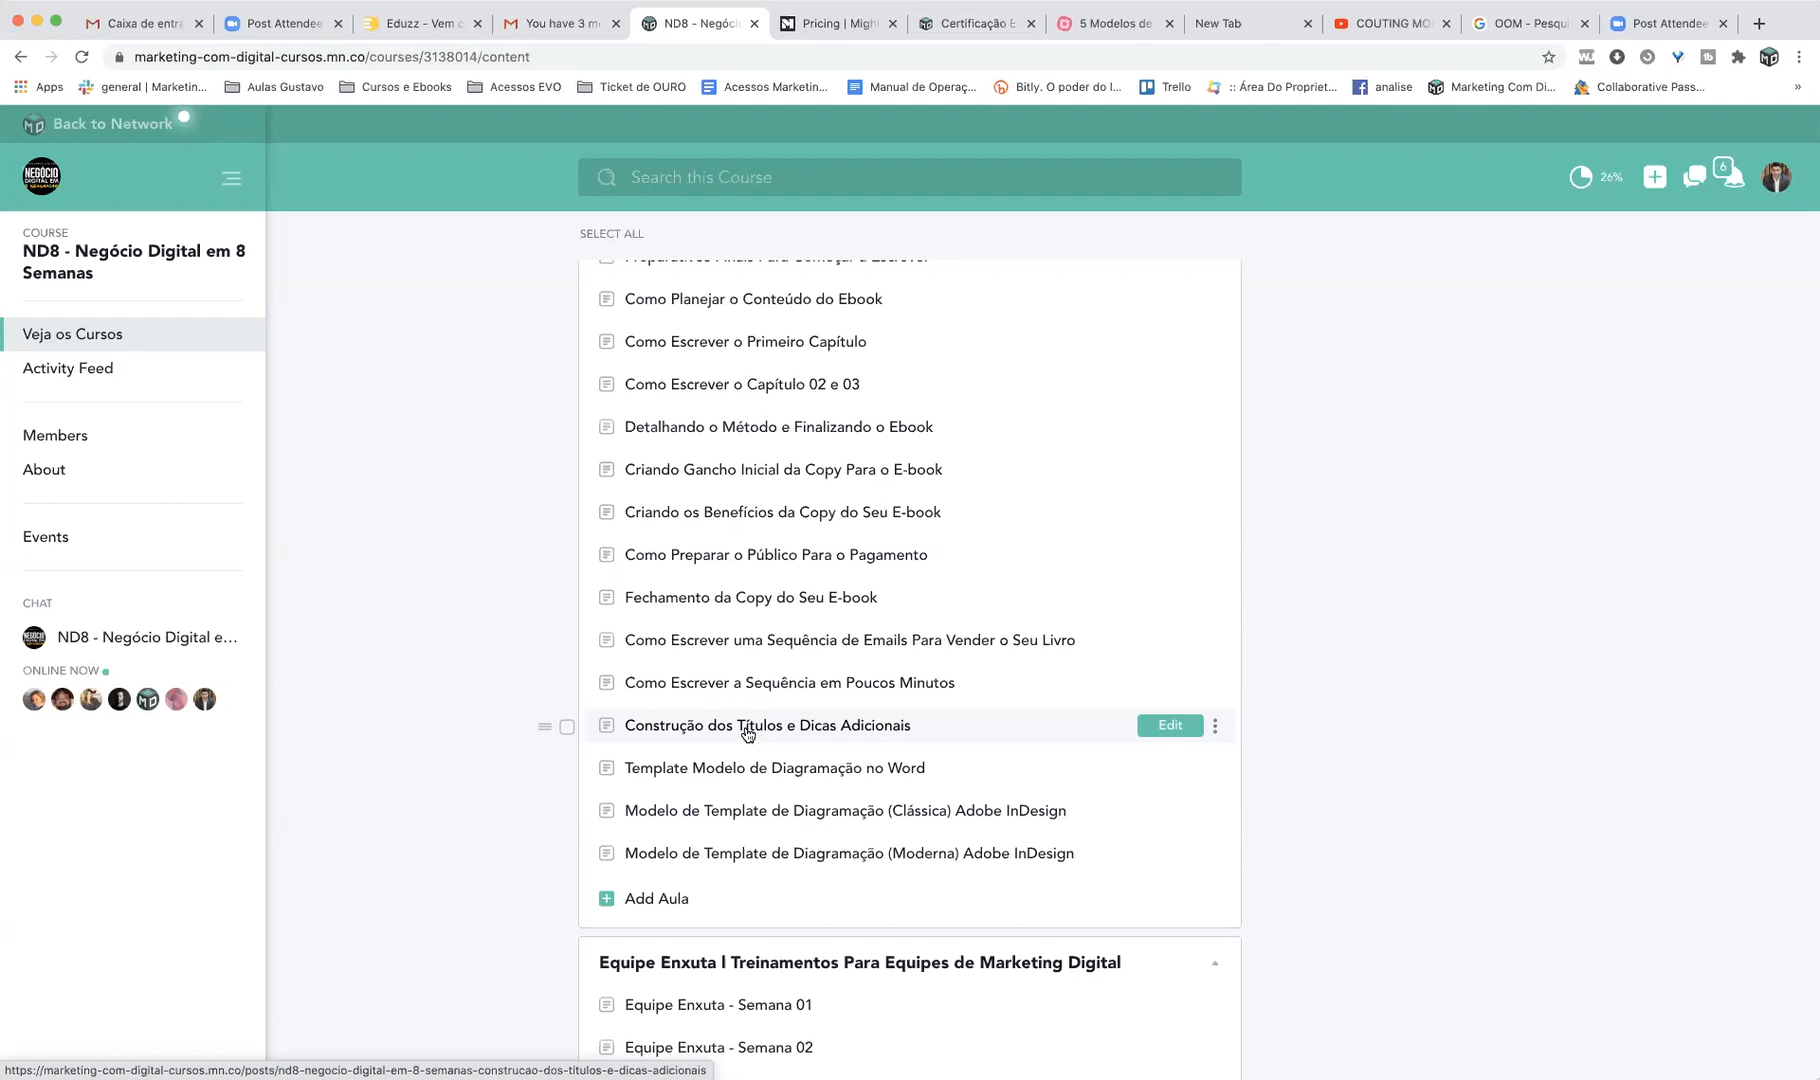 Caixa de entra
Post Attendee
Eduzz - Vem c
You have 3 m
ND8 - Negóci
Pricing | Migh
Certificação E
5 Modelos de
New Tab
COUTING MO
OOM - Pesqui
Post Attendee
marketing-com-digital-cursos.mn.co/courses/3138014/content
Apps
general | Marketin...
Aulas Gustavo
Cursos e Ebooks
Acessos EVO
Ticket de OURO
Acessos Marketin...
Manual de Operaç...
Bitly. O poder do l...
Trello
:: Área Do Propriet...
analise
Marketing Com Di...
Collaborative Pass...
»
Back to Network
Search this Course
26%
6
COURSE
ND8 - Negócio Digital em 8
Semanas
Veja os Cursos
Activity Feed
Members
About
Events
CHAT
ND8 - Negócio Digital e...
ONLINE NOW
SELECT ALL
Preparativos Finais Para Começar a Escrever
Como Planejar o Conteúdo do Ebook
Como Escrever o Primeiro Capítulo
Como Escrever o Capítulo 02 e 03
Detalhando o Método e Finalizando o Ebook
Criando Gancho Inicial da Copy Para o E-book
Criando os Benefícios da Copy do Seu E-book
Como Preparar o Público Para o Pagamento
Fechamento da Copy do Seu E-book
Como Escrever uma Sequência de Emails Para Vender o Seu Livro
Como Escrever a Sequência em Poucos Minutos
Construção dos Títulos e Dicas Adicionais
Edit
Template Modelo de Diagramação no Word
Modelo de Template de Diagramação (Clássica) Adobe InDesign
Modelo de Template de Diagramação (Moderna) Adobe InDesign
Add Aula
Equipe Enxuta l Treinamentos Para Equipes de Marketing Digital
Equipe Enxuta - Semana 01
Equipe Enxuta - Semana 02
https://marketing-com-digital-cursos.mn.co/posts/nd8-negocio-digital-em-8-semanas-construcao-dos-titulos-e-dicas-adicionais